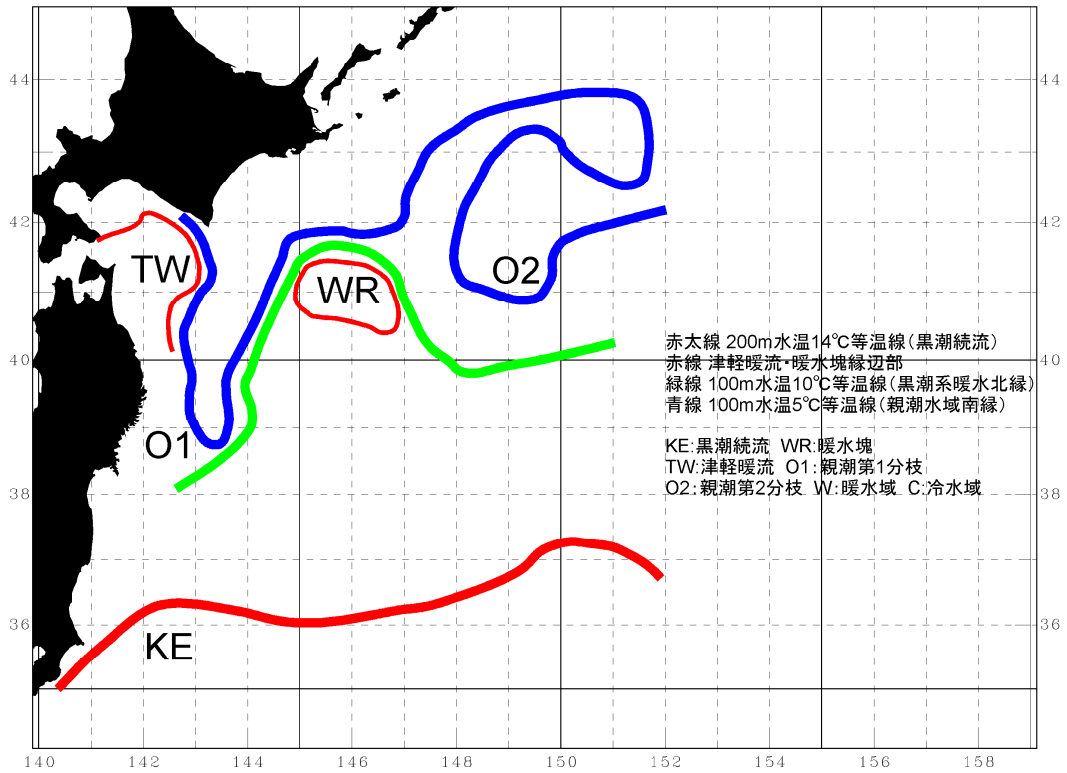 44
44
42
42
TW
WR
O2
赤太線 200m水温14℃等温線(黒潮続流)
赤線 津軽暖流・暖水塊縁辺部
緑線 100m水温10℃等温線(黒潮系暖水北縁)
青線 100m水温5℃等温線(親潮水域南縁)
40
40
O1
KE:黒潮続流 WR:暖水塊
TW:津軽暖流 O1:親潮第1分枝
O2:親潮第2分枝 W:暖水域 C:冷水域
38
38
36
36
KE
140 142 144 146 148 150 152 154 156 158